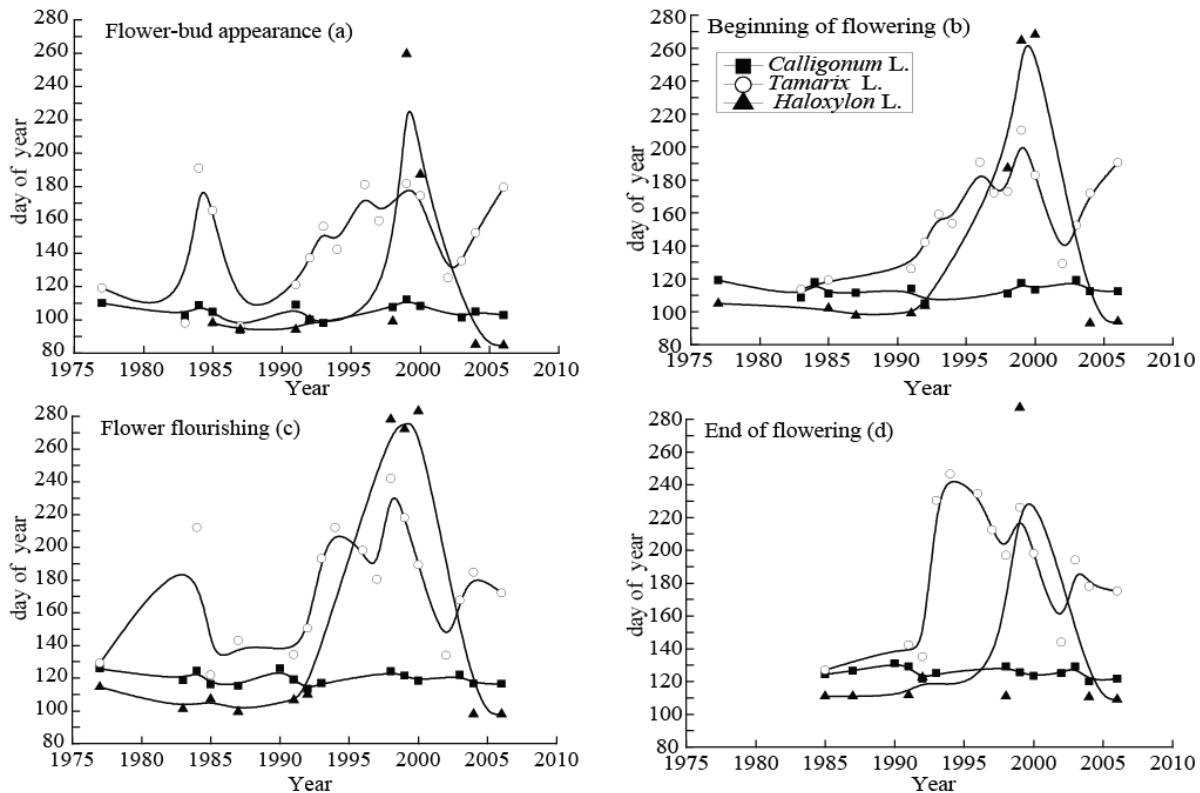 Flower-bud appearance (a)
280
260
240
220
200
180
160
140
120
100
80
day of year
1975 1980 1985 1990 1995 2000 2005 2010
Year
Beginning of flowering (b)
Calligonum L.
Tamarix L.
Haloxylon L.
280
260
240
220
200
180
160
140
120
100
80
day of year
1975 1980 1985 1990 1995 2000 2005 2010
Year
Flower flourishing (c)
280
260
240
220
200
180
160
140
120
100
80
day of year
1975 1980 1985 1990 1995 2000 2005 2010
Year
End of flowering (d)
280
260
240
220
200
180
160
140
120
100
80
day of year
1975 1980 1985 1990 1995 2000 2005 2010
Year